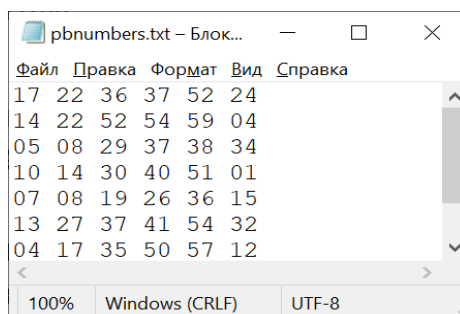 pbnumbers.txt – Блок...
Файл Правка Формат Вид Справка
17 22 36 37 52 24
14 22 52 54 59 04
05 08 29 37 38 34
10 14 30 40 51 01
07 08 19 26 36 15
13 27 37 41 54 32
04 17 35 50 57 12
100% Windows (CRLF) UTF-8